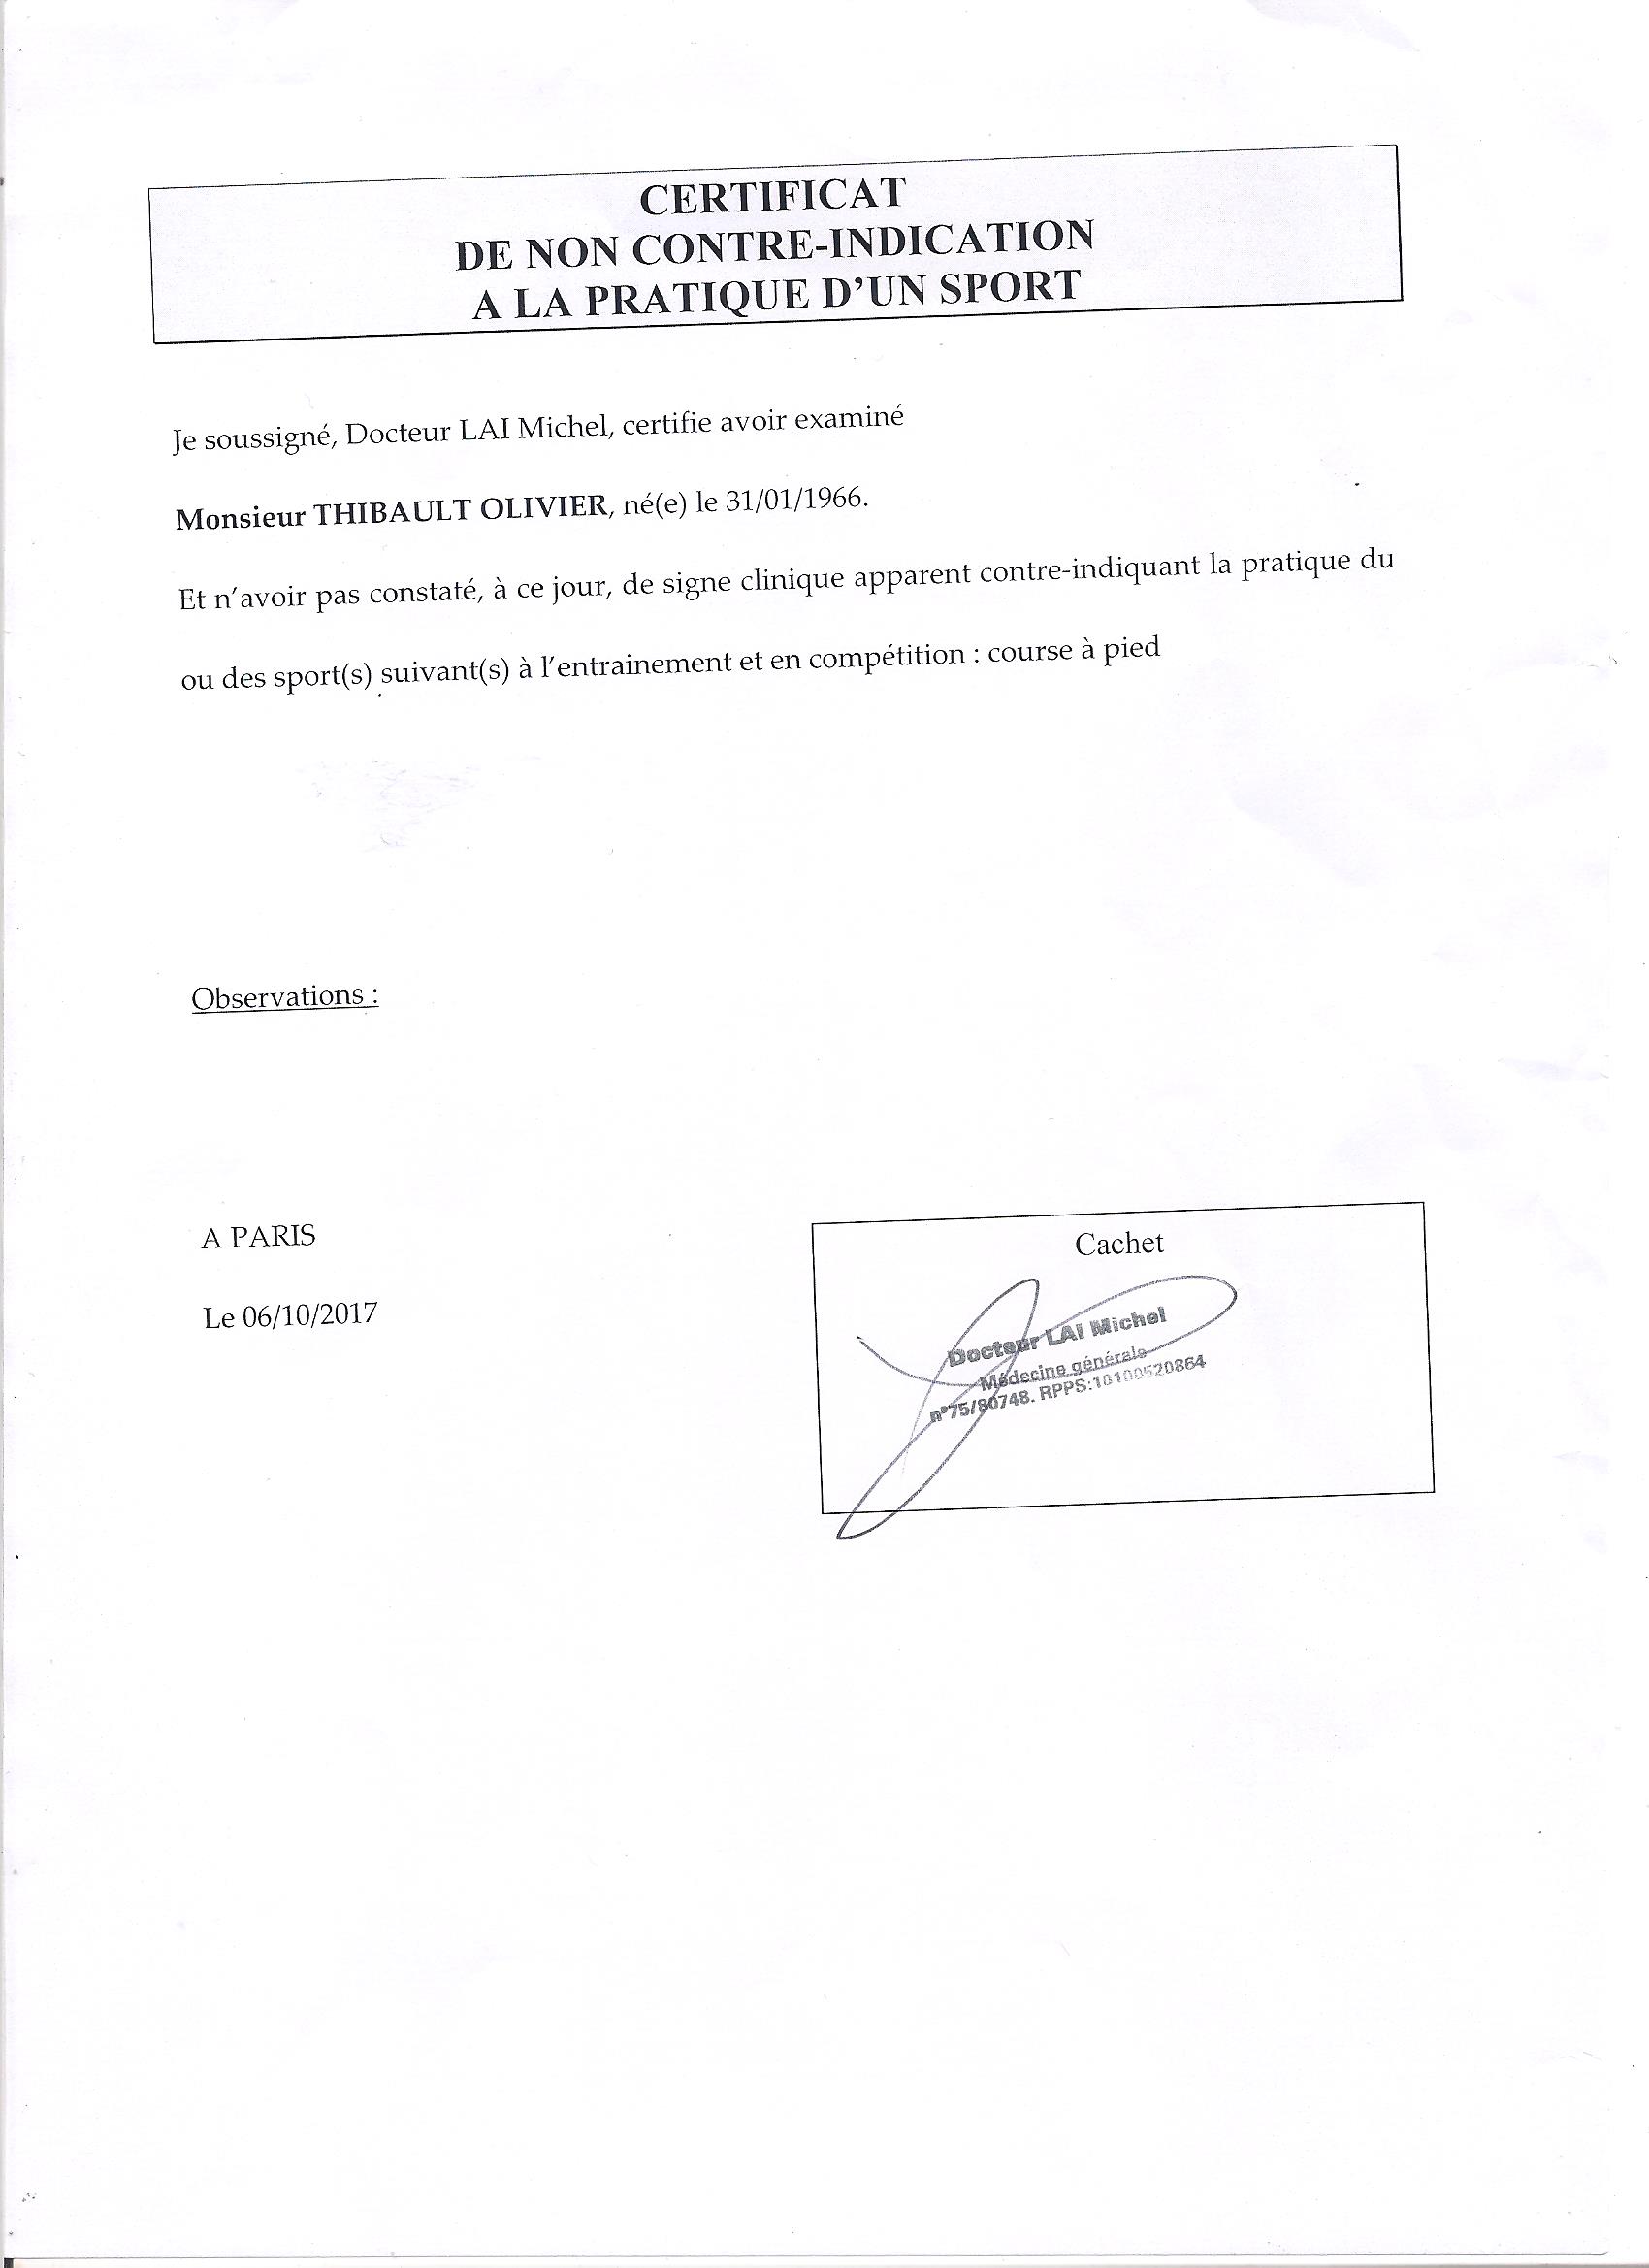 CERTIFICAT
DE NON CONTRE-INDICATION
A LA PRATIQUE D'UN SPORT
Je soussigné, Docteur LAI Michel, certifie avoir examiné
Monsieur THIBAULT OLIVIER, né(e) le 31/01/1966.
Et n'avoir pas constaté, à ce jour, de signe clinique apparent contre-indiquant la pratique du
ou des sport(s) suivant(s) à l'entrainement et en compétition : course à pied
Observations :
A PARIS
Le 06/10/2017
Cachet
Docteur LAI Michel
Médecine générale
n°75/80748. RPPS:10100520864